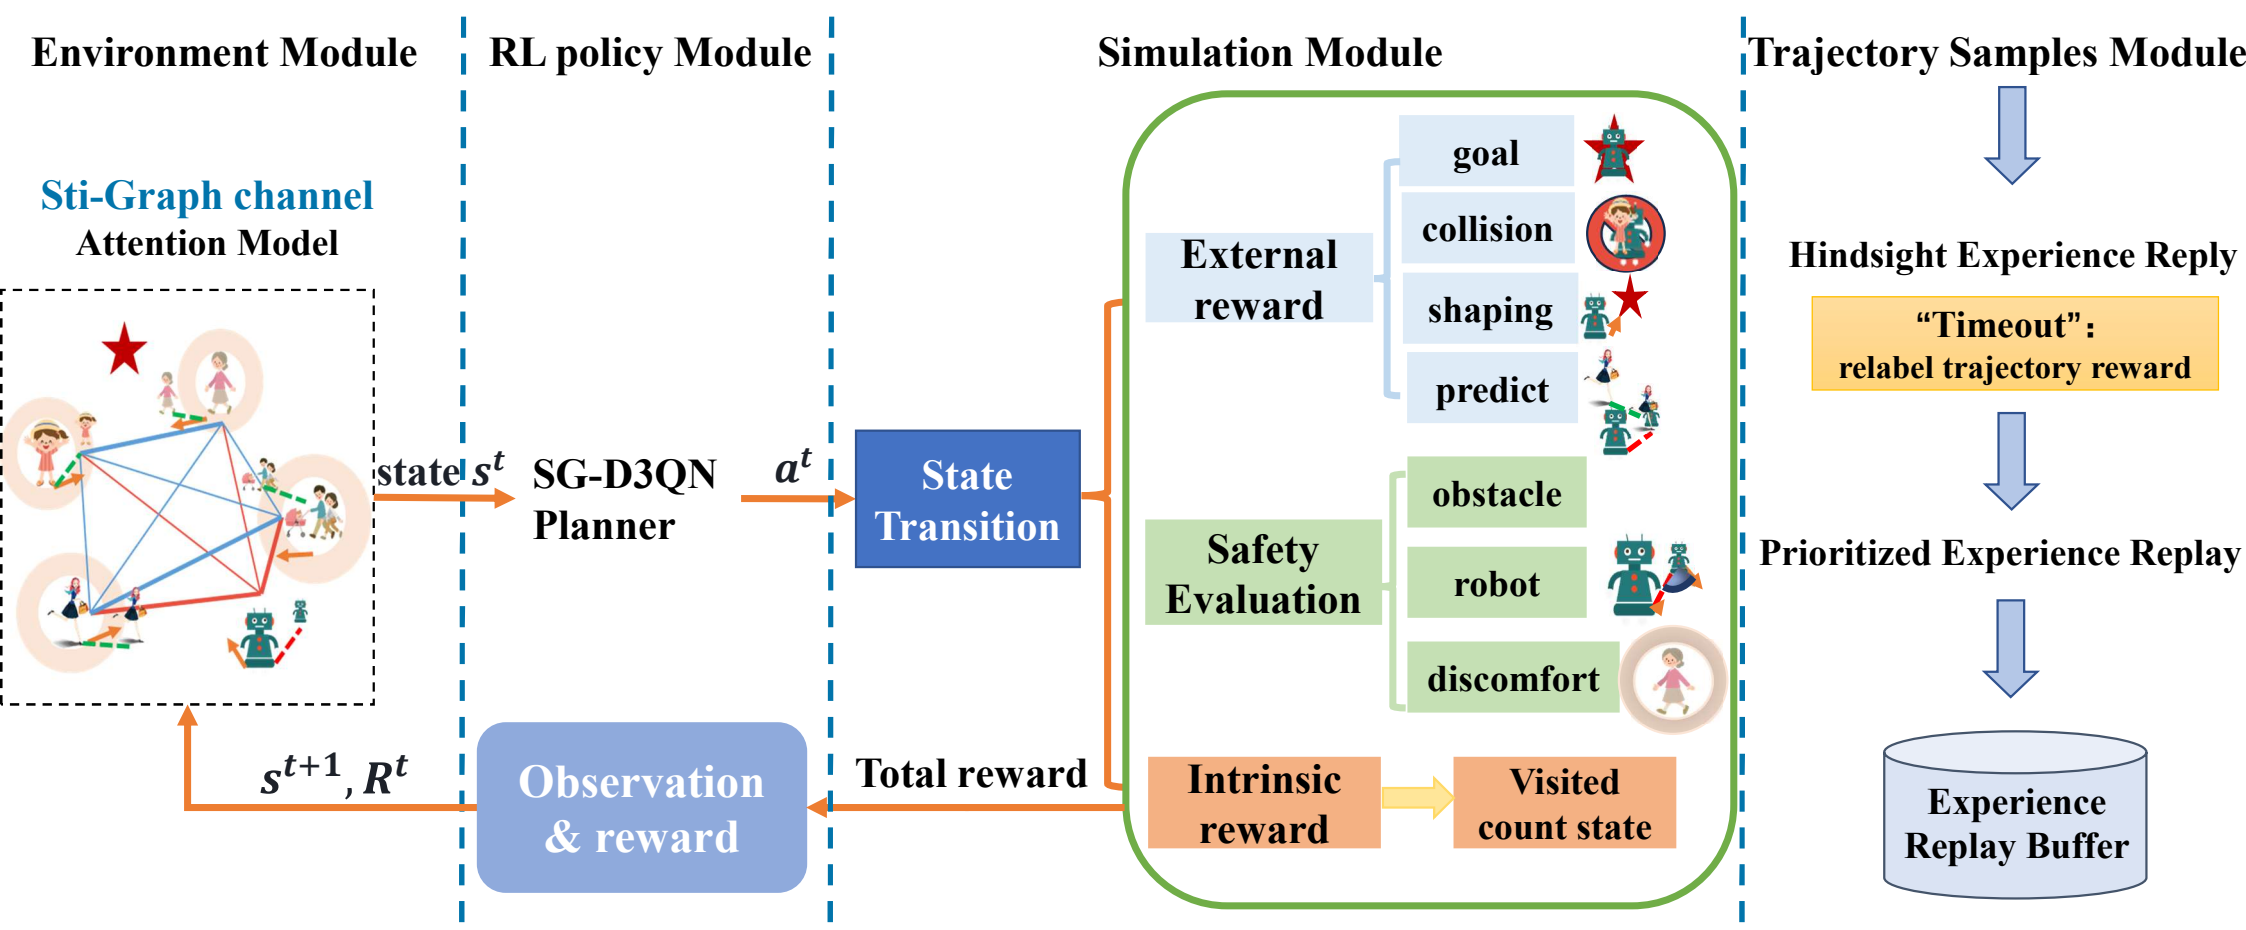 Environment Module
RL policy Module
Simulation Module
Trajectory Samples Module
Sti-Graph channel
Attention Model
state s^t
SG-D3QN
Planner
a^t
State
Transition
External
reward
goal
collision
shaping
predict
Safety
Evaluation
obstacle
robot
discomfort
Intrinsic
reward
Visited
count state
Total reward
Observation
& reward
s^{t+1}, R^t
Hindsight Experience Reply
“Timeout”:
relabel trajectory reward
Prioritized Experience Replay
Experience
Replay Buffer